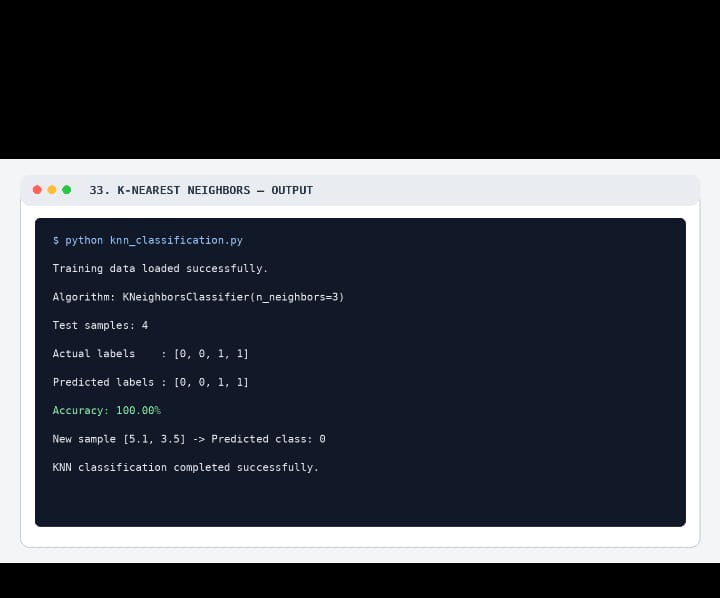 33. K-NEAREST NEIGHBORS — OUTPUT
$ python knn_classification.py
Training data loaded successfully.
Algorithm: KNeighborsClassifier(n_neighbors=3)
Test samples: 4
Actual labels    : [0, 0, 1, 1]
Predicted labels : [0, 0, 1, 1]
Accuracy: 100.00%
New sample [5.1, 3.5] -> Predicted class: 0
KNN classification completed successfully.